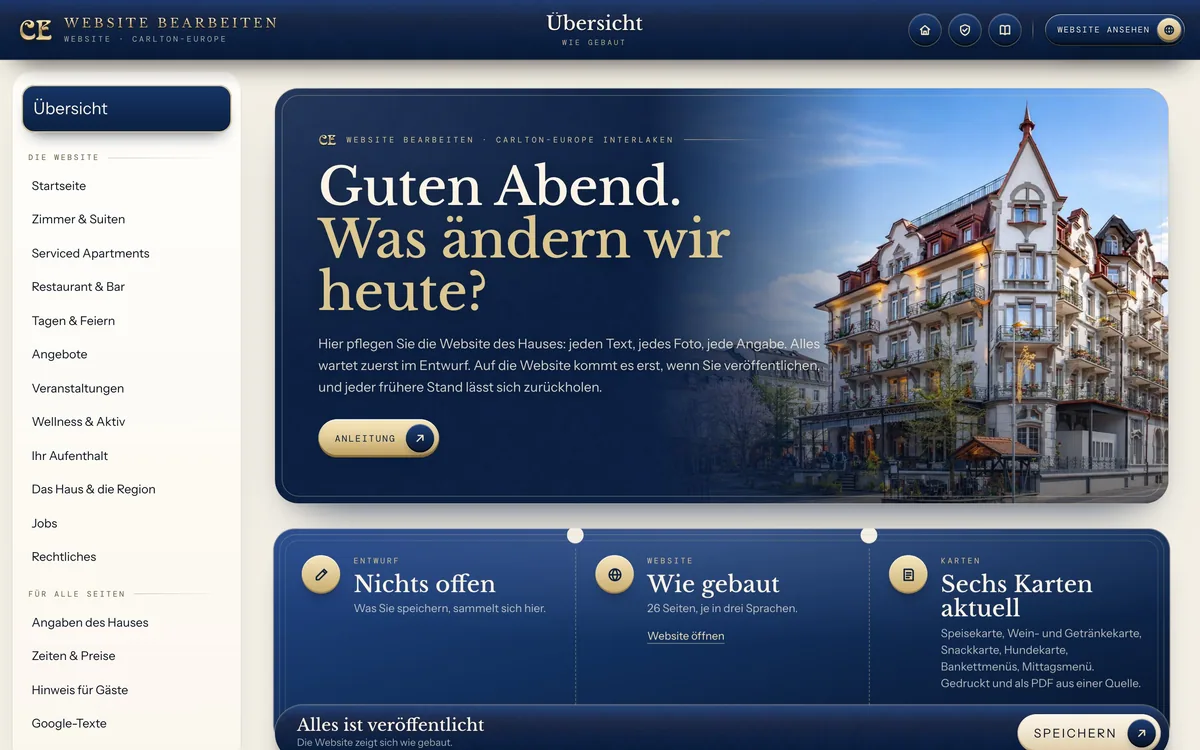 CE WEBSITE BEARBEITEN
WEBSITE · CARLTON-EUROPE
Übersicht
WIE GEBAUT
WEBSITE ANSEHEN
Übersicht
DIE WEBSITE
Startseite
Zimmer & Suiten
Serviced Apartments
Restaurant & Bar
Tagen & Feiern
Angebote
Veranstaltungen
Wellness & Aktiv
Ihr Aufenthalt
Das Haus & die Region
Jobs
Rechtliches
FÜR ALLE SEITEN
Angaben des Hauses
Zeiten & Preise
Hinweis für Gäste
Google-Texte
CE WEBSITE BEARBEITEN · CARLTON-EUROPE INTERLAKEN
Guten Abend.
Was ändern wir
heute?
Hier pflegen Sie die Website des Hauses: jeden Text, jedes Foto, jede Angabe. Alles
wartet zuerst im Entwurf. Auf die Website kommt es erst, wenn Sie veröffentlichen,
und jeder frühere Stand lässt sich zurückholen.
ANLEITUNG
ENTWURF
Nichts offen
Was Sie speichern, sammelt sich hier.
WEBSITE
Wie gebaut
26 Seiten, je in drei Sprachen.
Website öffnen
KARTEN
Sechs Karten
aktuell
Speisekarte, Wein- und Getränkekarte,
Snackkarte, Hundekarte,
Bankettmenüs, Mittagsmenü.
Gedruckt und als PDF aus einer Quelle.
Alles ist veröffentlicht
Die Website zeigt sich wie gebaut.
SPEICHERN